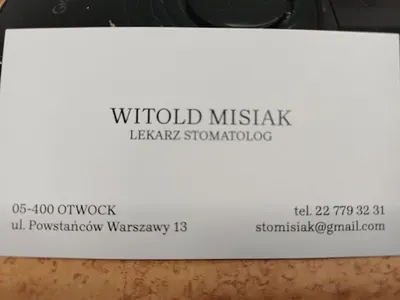 WITOLD MISIAK
LEKARZ STOMATOLOG
05-400 OTWOCK
ul. Powstańców Warszawy 13
tel. 22 779 32 31
stomisiak@gmail.com